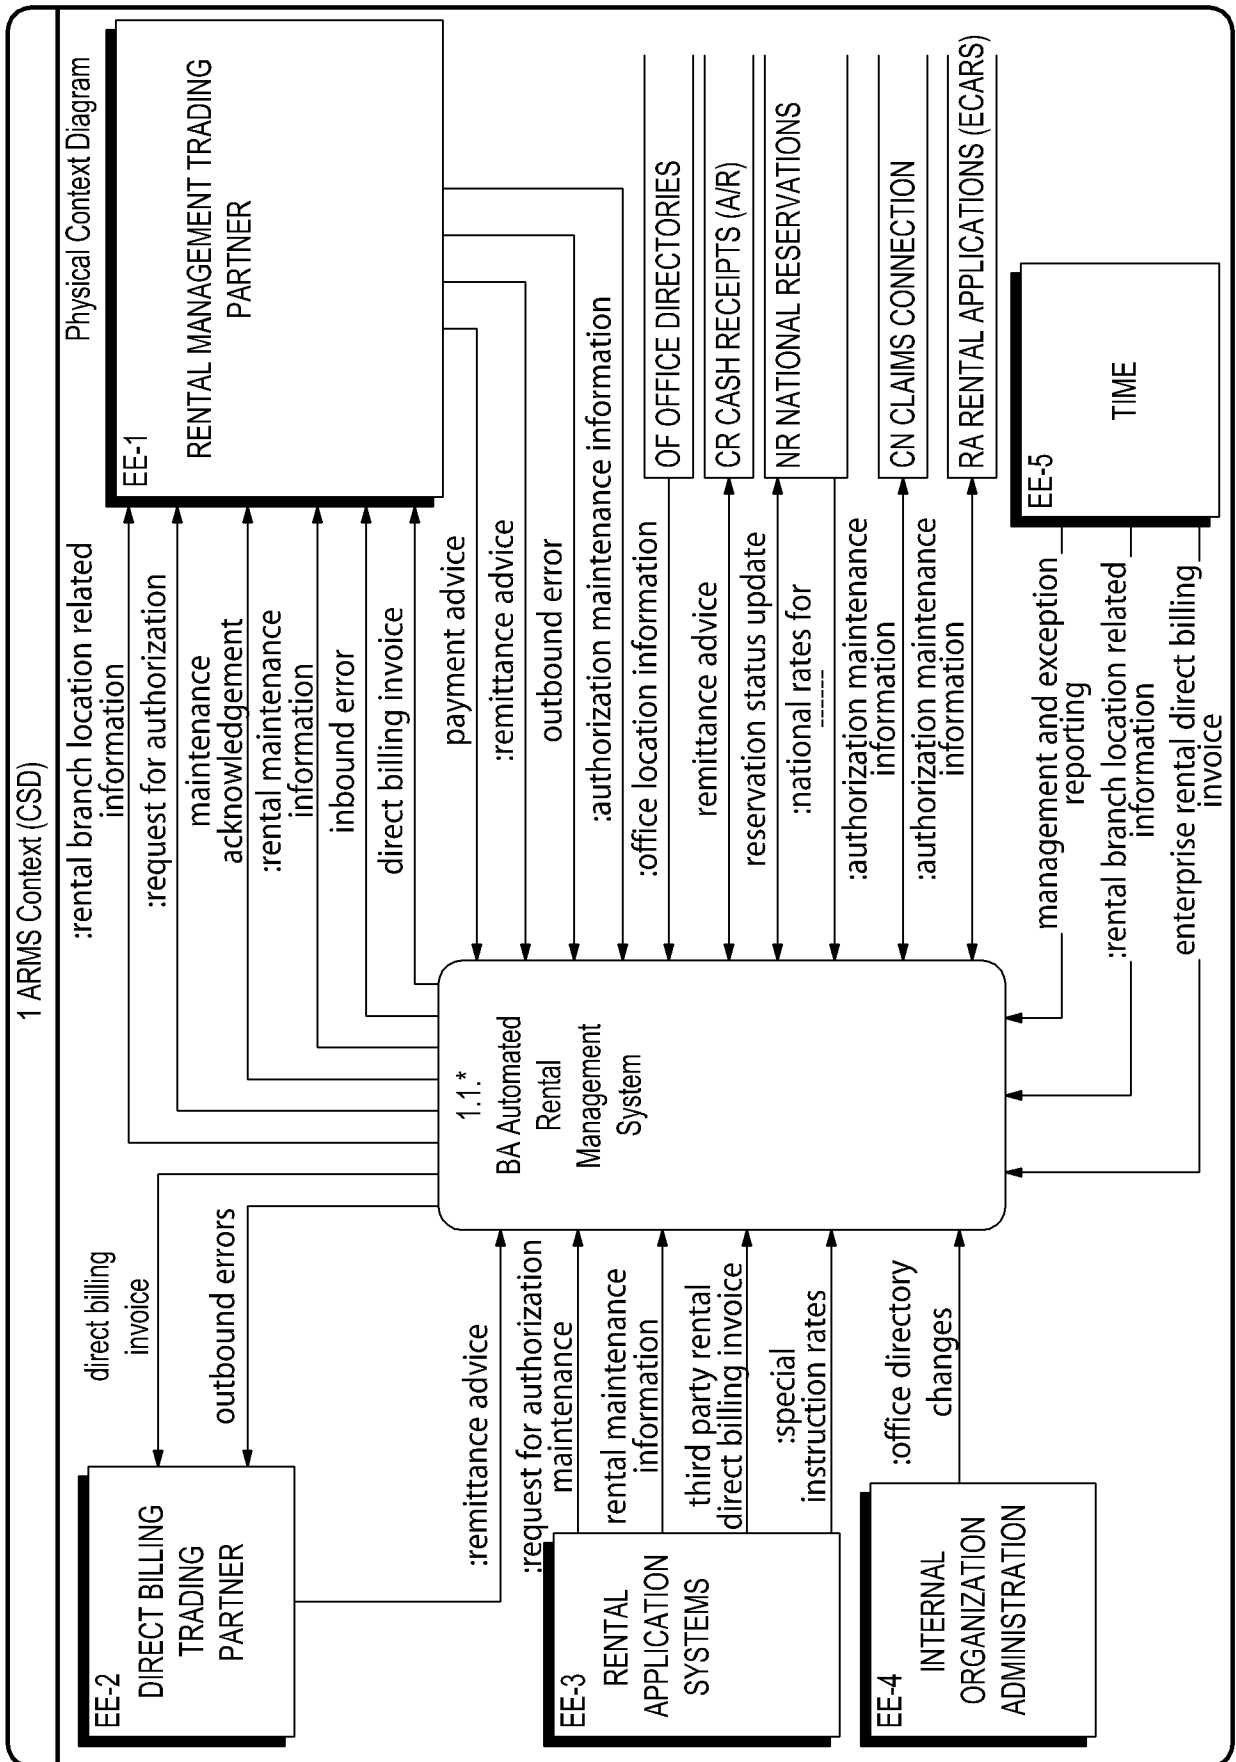 1 ARMS Context (CSD)
Physical Context Diagram
EE-2
DIRECT BILLING
TRADING
PARTNER
direct billing
invoice
outbound errors
:rental branch location related
information
:request for authorization
maintenance
acknowledgement
:rental maintenance
information
inbound error
direct billing invoice
EE-1
RENTAL MANAGEMENT TRADING
PARTNER
payment advice
:remittance advice
outbound error
:authorization maintenance information
1.1.*
BA Automated
Rental
Management
System
:remittance advice
EE-3
RENTAL
APPLICATION
SYSTEMS
:request for authorization
maintenance
rental maintenance
information
third party rental
direct billing invoice
:special
instruction rates
EE-4
INTERNAL
ORGANIZATION
ADMINISTRATION
:office directory
changes
:office location information
OF OFFICE DIRECTORIES
remittance advice
CR CASH RECEIPTS (A/R)
reservation status update
NR NATIONAL RESERVATIONS
:national rates for
------
:authorization maintenance
information
CN CLAIMS CONNECTION
:authorization maintenance
information
RA RENTAL APPLICATIONS (ECARS)
management and exception
reporting
:rental branch location related
information
enterprise rental direct billing
invoice
EE-5
TIME